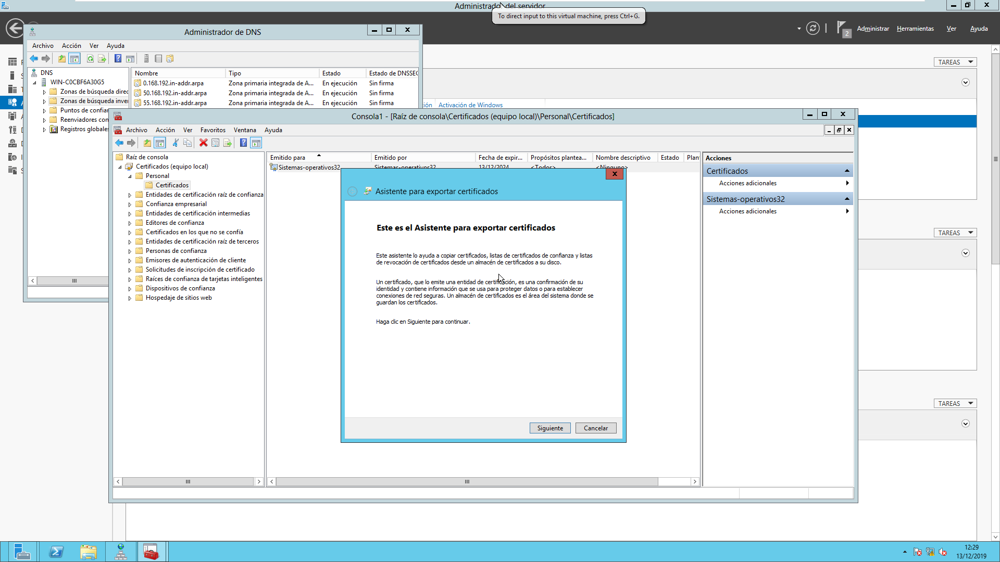 Administrador del servidor
To direct input to this virtual machine, press Ctrl+G.
2
Administrar
Herramientas
Ver
Ayuda
Administrador de DNS
Archivo
Acción
Ver
Ayuda
DNS
WIN-C0CBF6A30G5
Zonas de búsqueda direc
Zonas de búsqueda inver
Puntos de confiar
Reenviadores con
Registros globales
Nombre
Tipo
Estado
Estado de DNSSEC
0.168.192.in-addr.arpa
Zona primaria integrada de A...
En ejecución
Sin firma
50.168.192.in-addr.arpa
Zona primaria integrada de A...
En ejecución
Sin firma
55.168.192.in-addr.arpa
Zona primaria integrada de A...
En ejecución
Sin firma
TAREAS
ión
Activación de Windows
Consola1 - [Raíz de consola\Certificados (equipo local)\Personal\Certificados]
Archivo
Acción
Ver
Favoritos
Ventana
Ayuda
Raíz de consola
Certificados (equipo local)
Personal
Certificados
Entidades de certificación raíz de confianza
Confianza empresarial
Entidades de certificación intermedias
Editores de confianza
Certificados en los que no se confía
Entidades de certificación raíz de terceros
Personas de confianza
Emisores de autenticación de cliente
Solicitudes de inscripción de certificado
Raíces de confianza de tarjetas inteligentes
Dispositivos de confianza
Hospedaje de sitios web
Emitido para
Emitido por
Fecha de expir...
Propósitos plantea...
Nombre descriptivo
Estado
Plan
Sistemas-operativos32
Sistemas-operativos32
13/12/2024
<Todos>
<Ninguno>
Acciones
Certificados
Acciones adicionales
Sistemas-operativos32
Acciones adicionales
Asistente para exportar certificados
Este es el Asistente para exportar certificados
Este asistente lo ayuda a copiar certificados, listas de certificados de confianza y listas
de revocación de certificados desde un almacén de certificados a su disco.
Un certificado, que lo emite una entidad de certificación, es una confirmación de su
identidad y contiene información que se usa para proteger datos o para establecer
conexiones de red seguras. Un almacén de certificados es el área del sistema donde se
guardan los certificados.
Haga clic en Siguiente para continuar.
Siguiente
Cancelar
TAREAS
TAREAS
12:29
13/12/2019